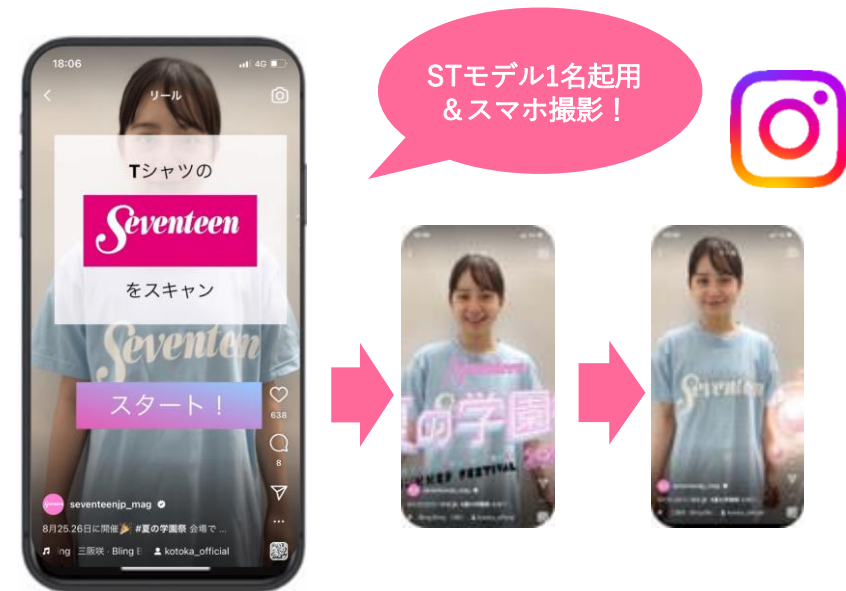 STモデル1名起用
＆スマホ撮影！
18:06
4G
リール
Tシャツの
Seventeen
をスキャン
Seventeen
スタート！
638
8
seventeenjp_mag
8月25.26日に開催🎉 #夏の学園祭 会場で ...
ing 三阪咲・Bling B
kotoka_official
Seventeen
の学園
FESTIVAL
Seventeen